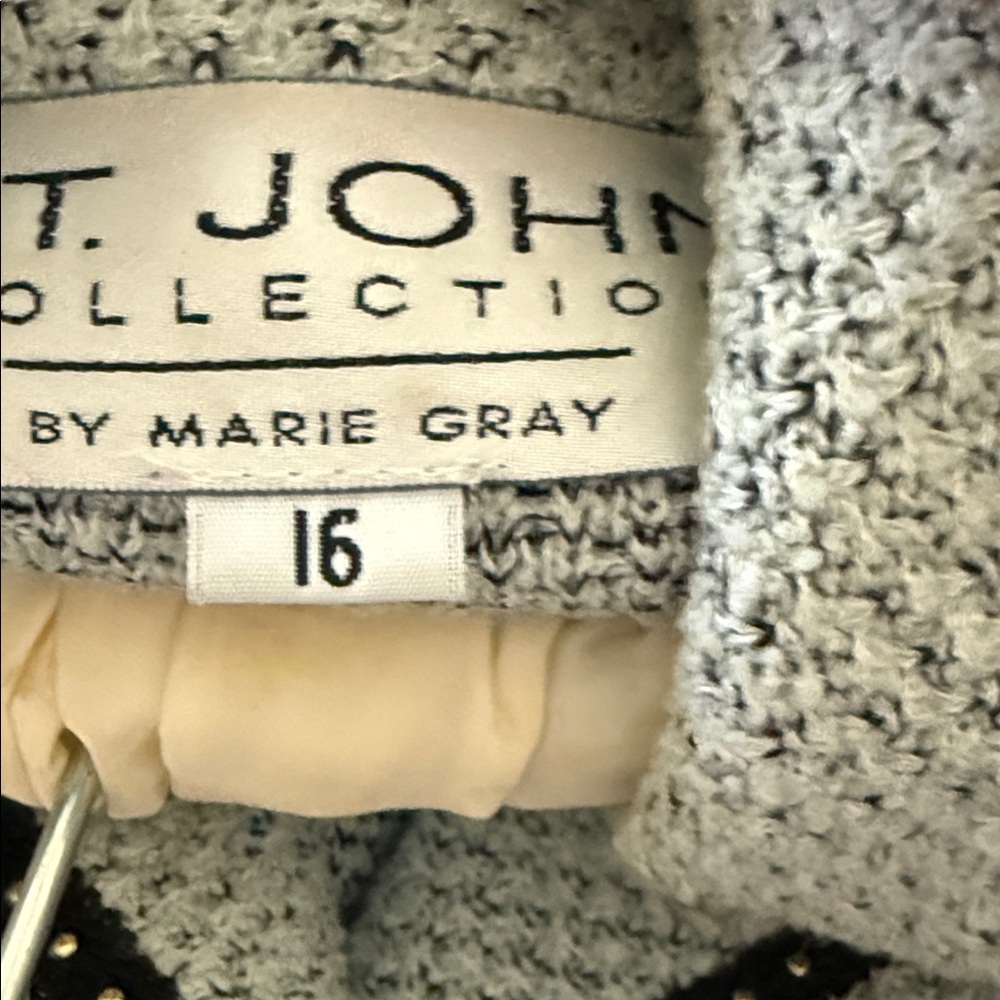 T. JOHN
OLLECTIO
BY MARIE GRAY
16